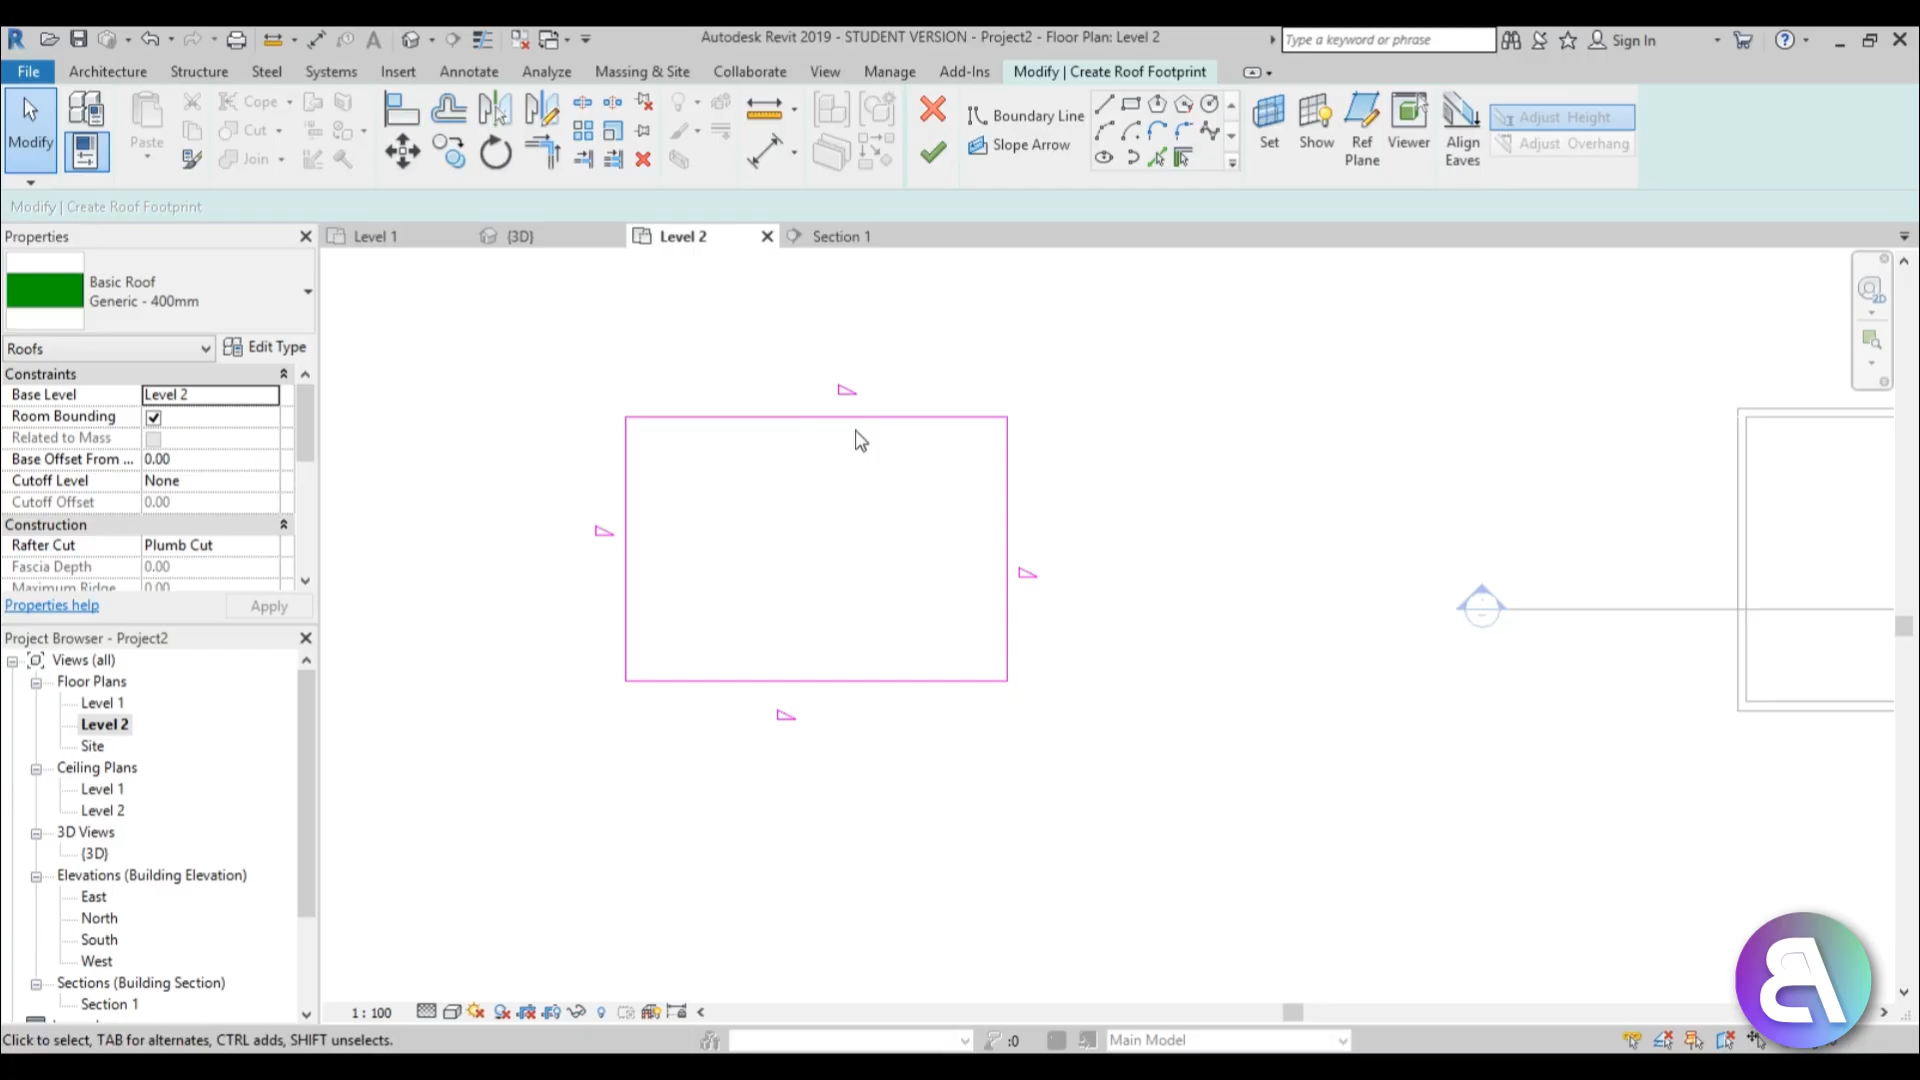 Autodesk Revit 2019 - STUDENT VERSION - Project2 - Floor Plan: Level 2
Type a keyword or phrase
Sign In
File Architecture Structure Steel Systems Insert Annotate Analyze Massing & Site Collaborate View Manage Add-Ins Modify | Create Roof Footprint
Modify
Paste
Cope
Cut
Join
Boundary Line
Slope Arrow
Set
Show
Ref Plane
Viewer
Align Eaves
Adjust Height
Adjust Overhang
Modify | Create Roof Footprint
Properties
Level 1 {3D} Level 2 Section 1
Basic Roof
Generic - 400mm
Roofs Edit Type
Constraints
Base Level Level 2
Room Bounding
Related to Mass
Base Offset From ... 0.00
Cutoff Level None
Cutoff Offset 0.00
Construction
Rafter Cut Plumb Cut
Fascia Depth 0.00
Maximum Ridge 0.00
Properties help Apply
Project Browser - Project2
Views (all)
Floor Plans
Level 1
Level 2
Site
Ceiling Plans
Level 1
Level 2
3D Views
{3D}
Elevations (Building Elevation)
East
North
South
West
Sections (Building Section)
Section 1
1 : 100
2D
Click to select, TAB for alternates, CTRL adds, SHIFT unselects.
:0
Main Model